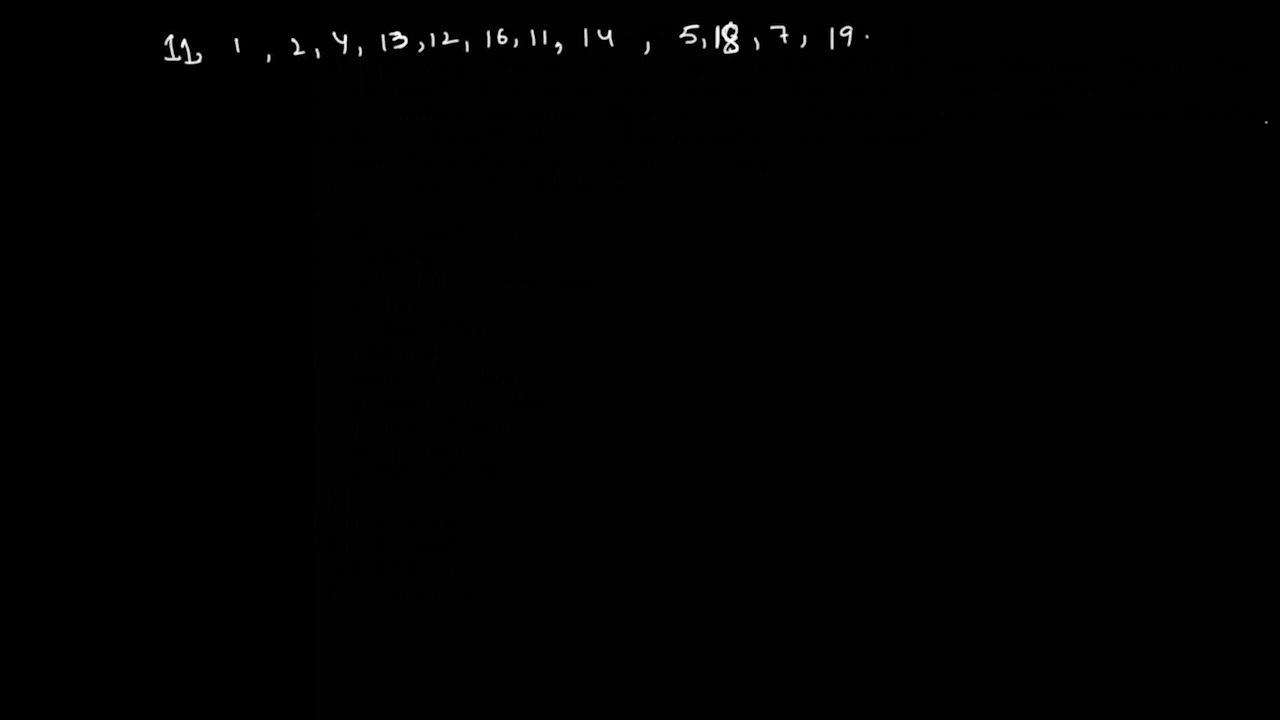 11, 1, 2, 4, 13, 12, 16, 11, 14, 5, 18, 7, 19.